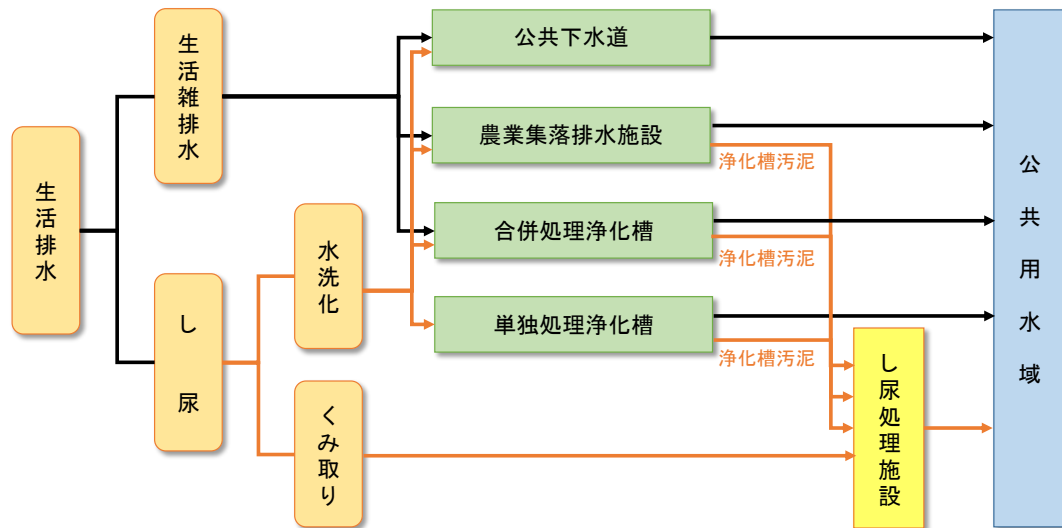 生活排水
生活雑排水
し尿
水洗化
くみ取り
公共下水道
農業集落排水施設
浄化槽汚泥
合併処理浄化槽
浄化槽汚泥
単独処理浄化槽
浄化槽汚泥
し尿処理施設
公共用水域